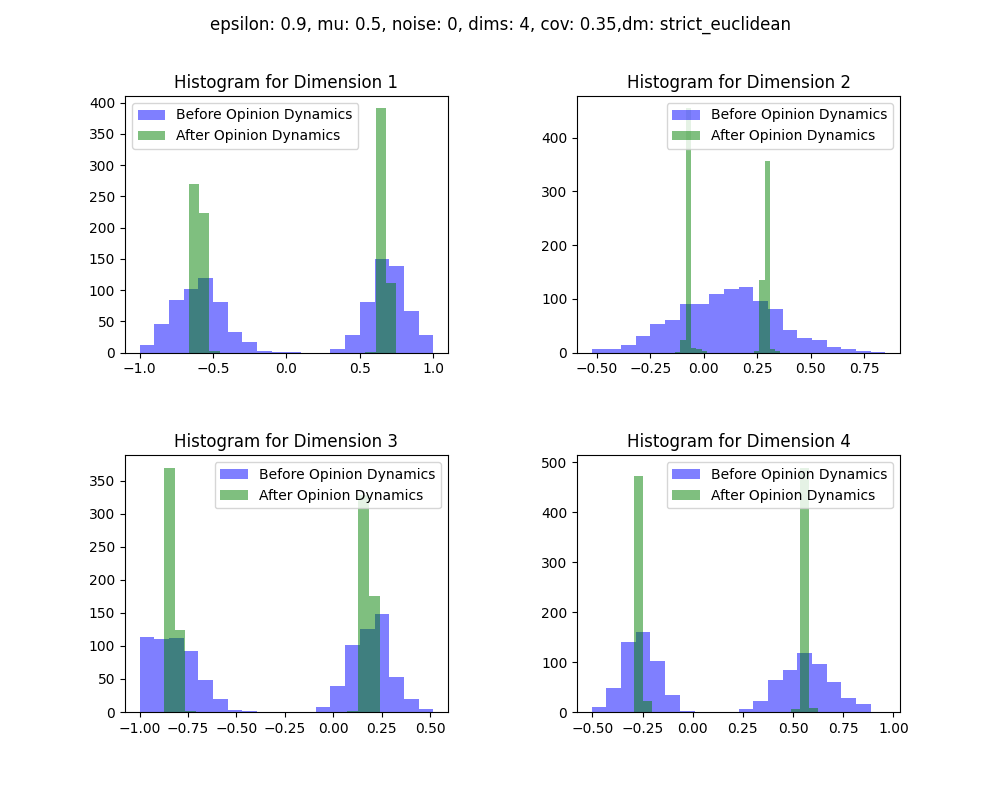 epsilon: 0.9, mu: 0.5, noise: 0, dims: 4, cov: 0.35,dm: strict_euclidean
Histogram for Dimension 1
400
350
300
250
200
150
100
50
0
Before Opinion Dynamics
After Opinion Dynamics
−1.0 −0.5 0.0 0.5 1.0
Histogram for Dimension 2
400
300
200
100
0
Before Opinion Dynamics
After Opinion Dynamics
−0.50 −0.25 0.00 0.25 0.50 0.75
Histogram for Dimension 3
350
300
250
200
150
100
50
0
Before Opinion Dynamics
After Opinion Dynamics
−1.00 −0.75 −0.50 −0.25 0.00 0.25 0.50
Histogram for Dimension 4
500
400
300
200
100
0
Before Opinion Dynamics
After Opinion Dynamics
−0.50 −0.25 0.00 0.25 0.50 0.75 1.00